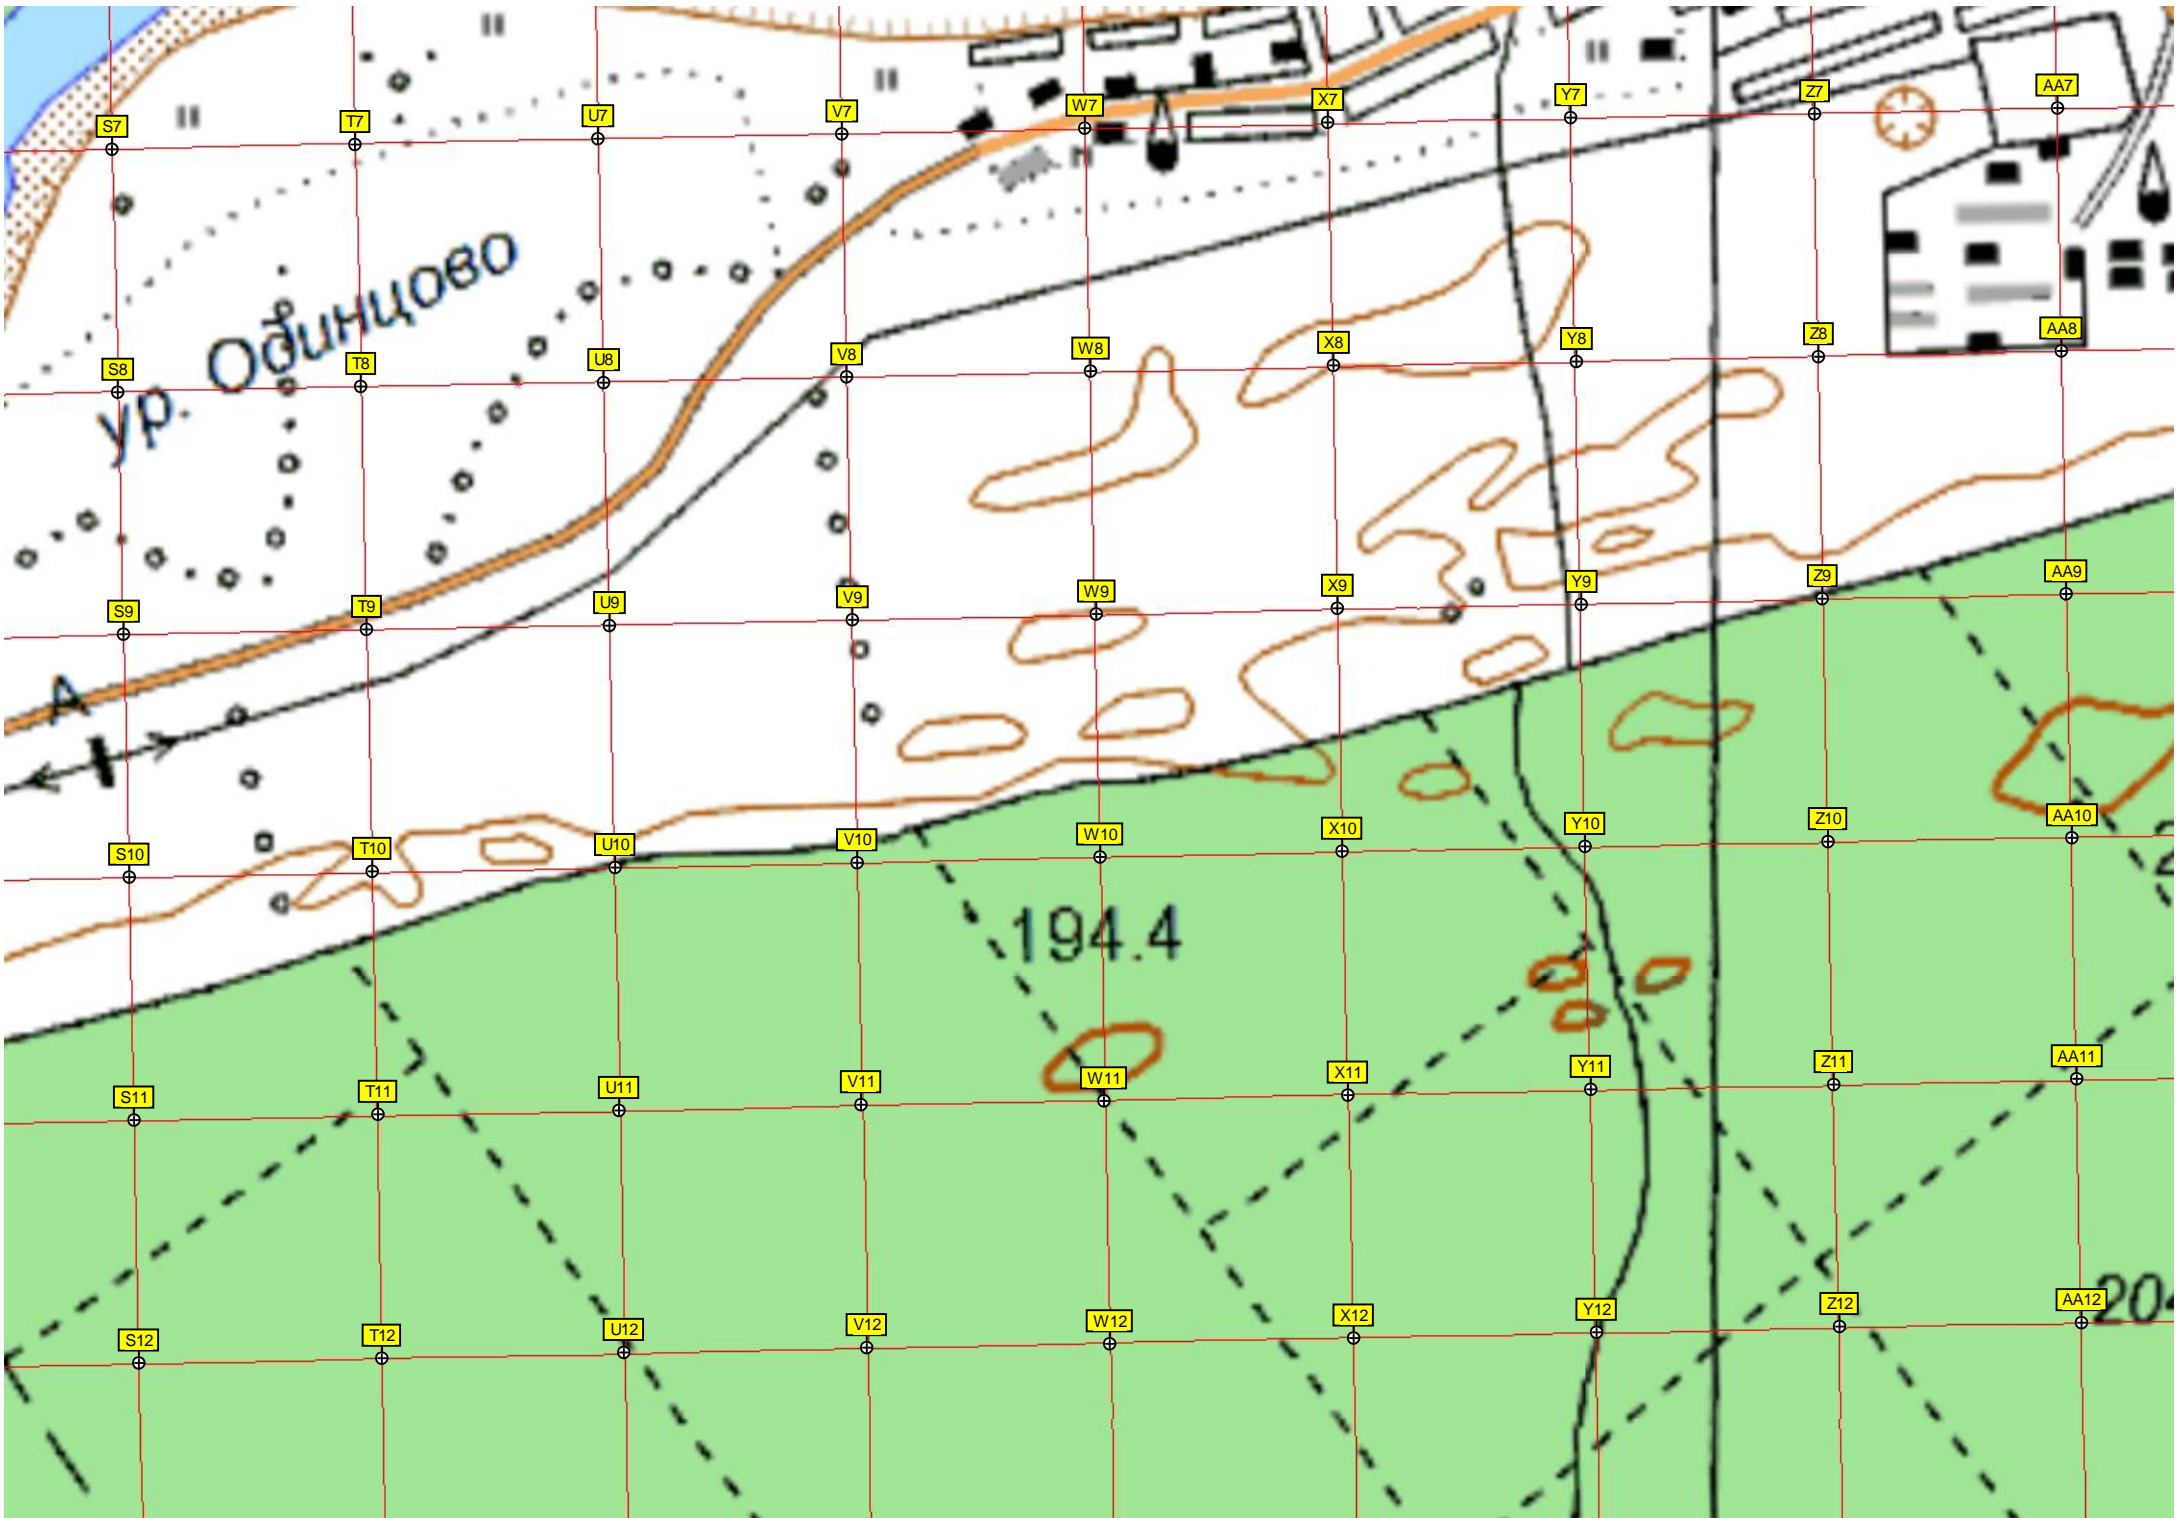 S7 T7 U7 V7 W7 X7 Y7 Z7 AA7
ур. Одинцово
S8 T8 U8 V8 W8 X8 Y8 Z8 AA8
S9 T9 U9 V9 W9 X9 Y9 Z9 AA9
А
S10 T10 U10 V10 W10 X10 Y10 Z10 AA10
194.4
S11 T11 U11 V11 W11 X11 Y11 Z11 AA11
S12 T12 U12 V12 W12 X12 Y12 Z12 AA12